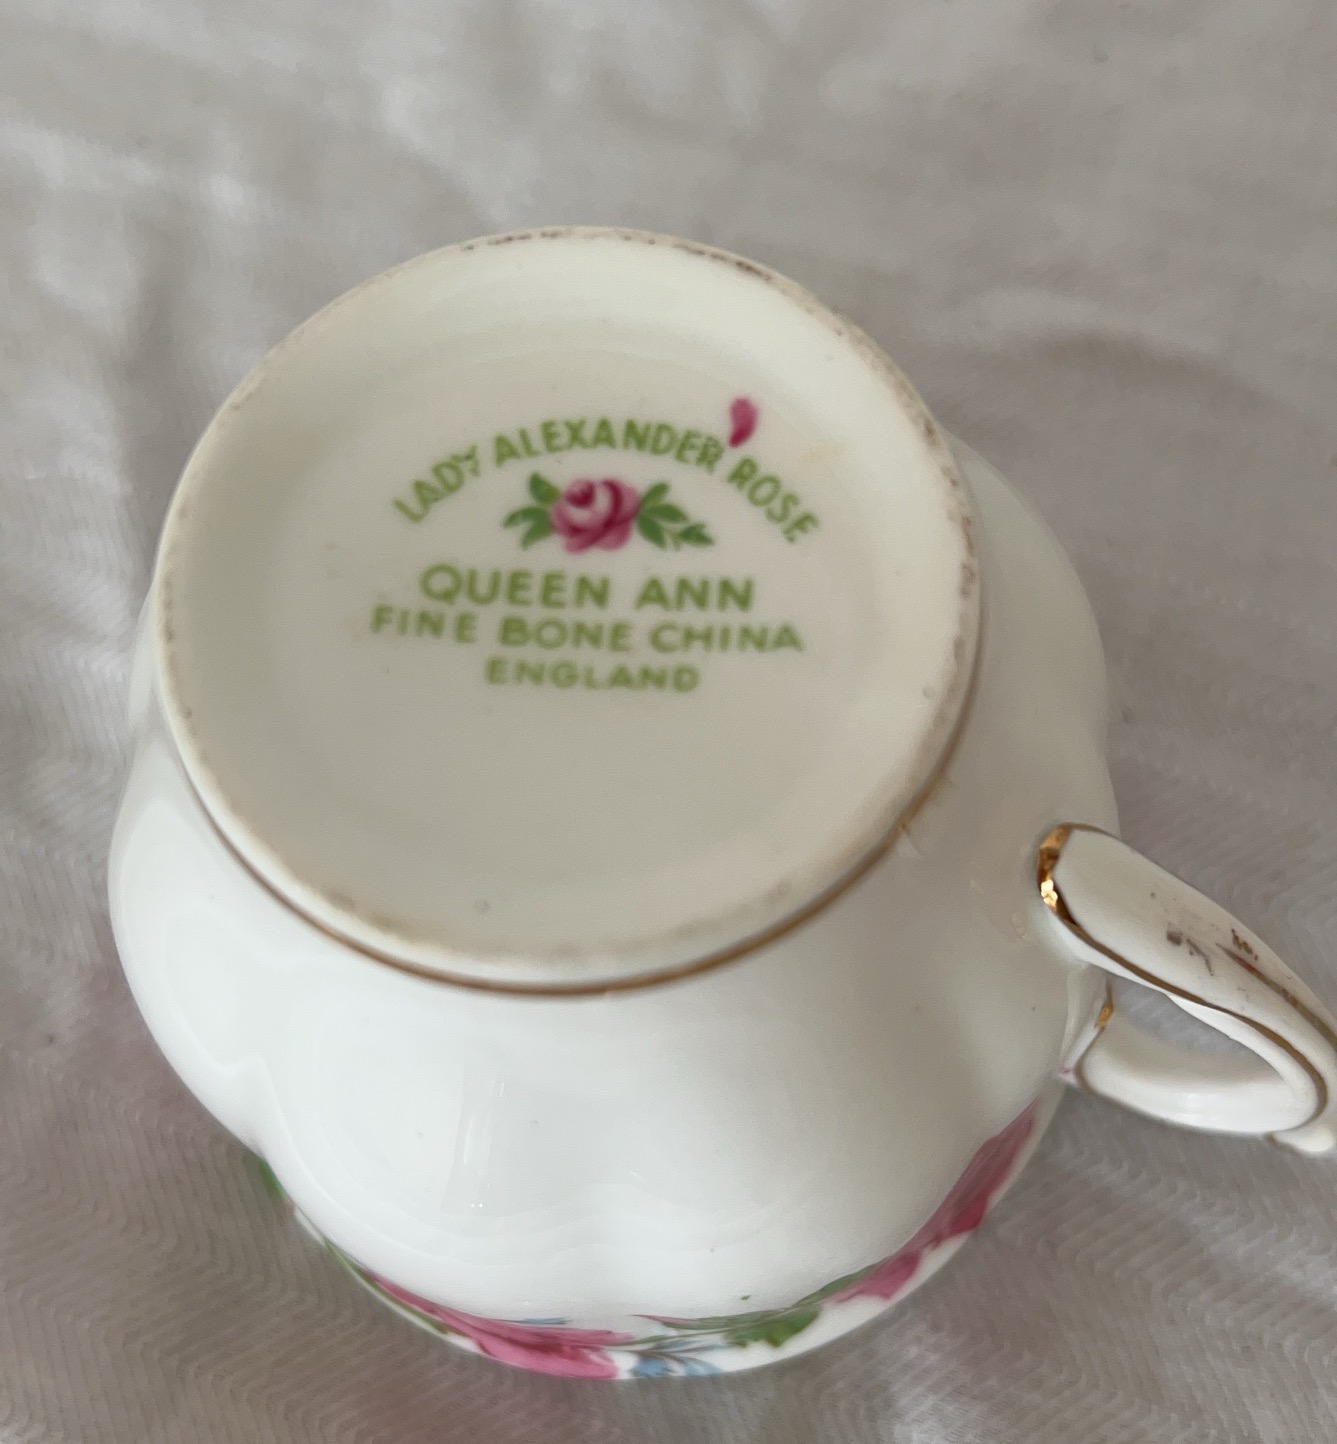 LADY ALEXANDER ROSE
QUEEN ANN
FINE BONE CHINA
ENGLAND